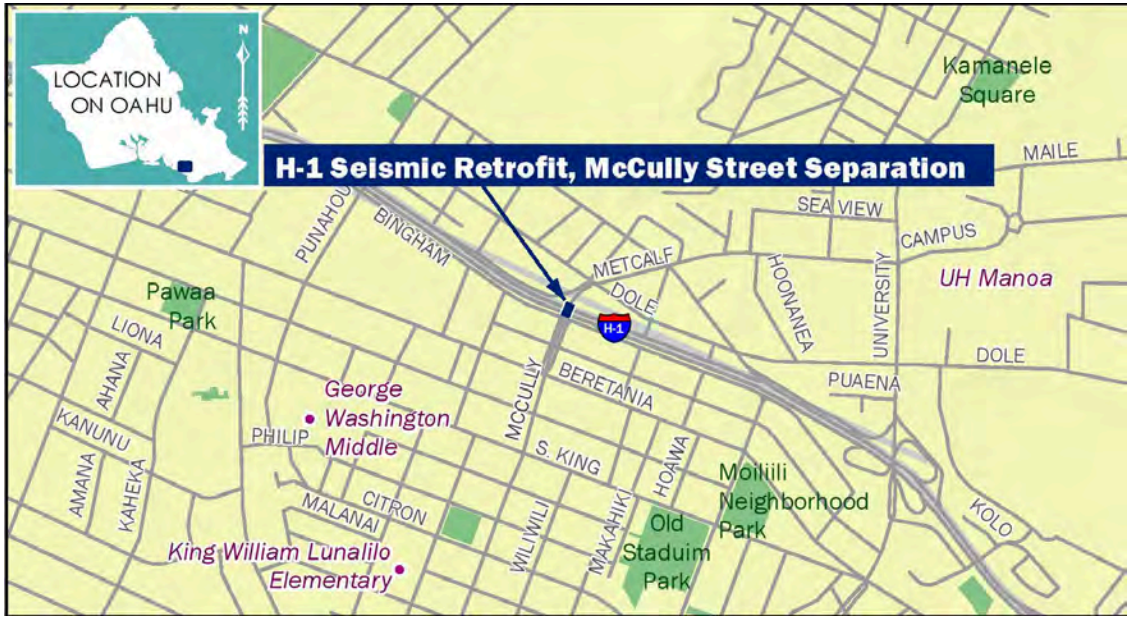 LOCATION
ON OAHU
N
H-1 Seismic Retrofit, McCully Street Separation
Kamanele
Square
MAILE
SEA VIEW
CAMPUS
PUNAHOU
BINGHAM
METCALF
DOLE
HOONANEA
UNIVERSITY
UH Manoa
Pawaa
Park
LIONA
AHANA
H-1
DOLE
PUAENA
MCCULLY
BERETANIA
George
Washington
Middle
KANUNU
PHILIP
S. KING
HOAWA
Moiliili
Neighborhood
Park
AMANA
KAHEKA
MALANAI
CITRON
WILIWILI
MAKAHIKI
Old
Staduim
Park
KOLO
King William Lunalilo
Elementary